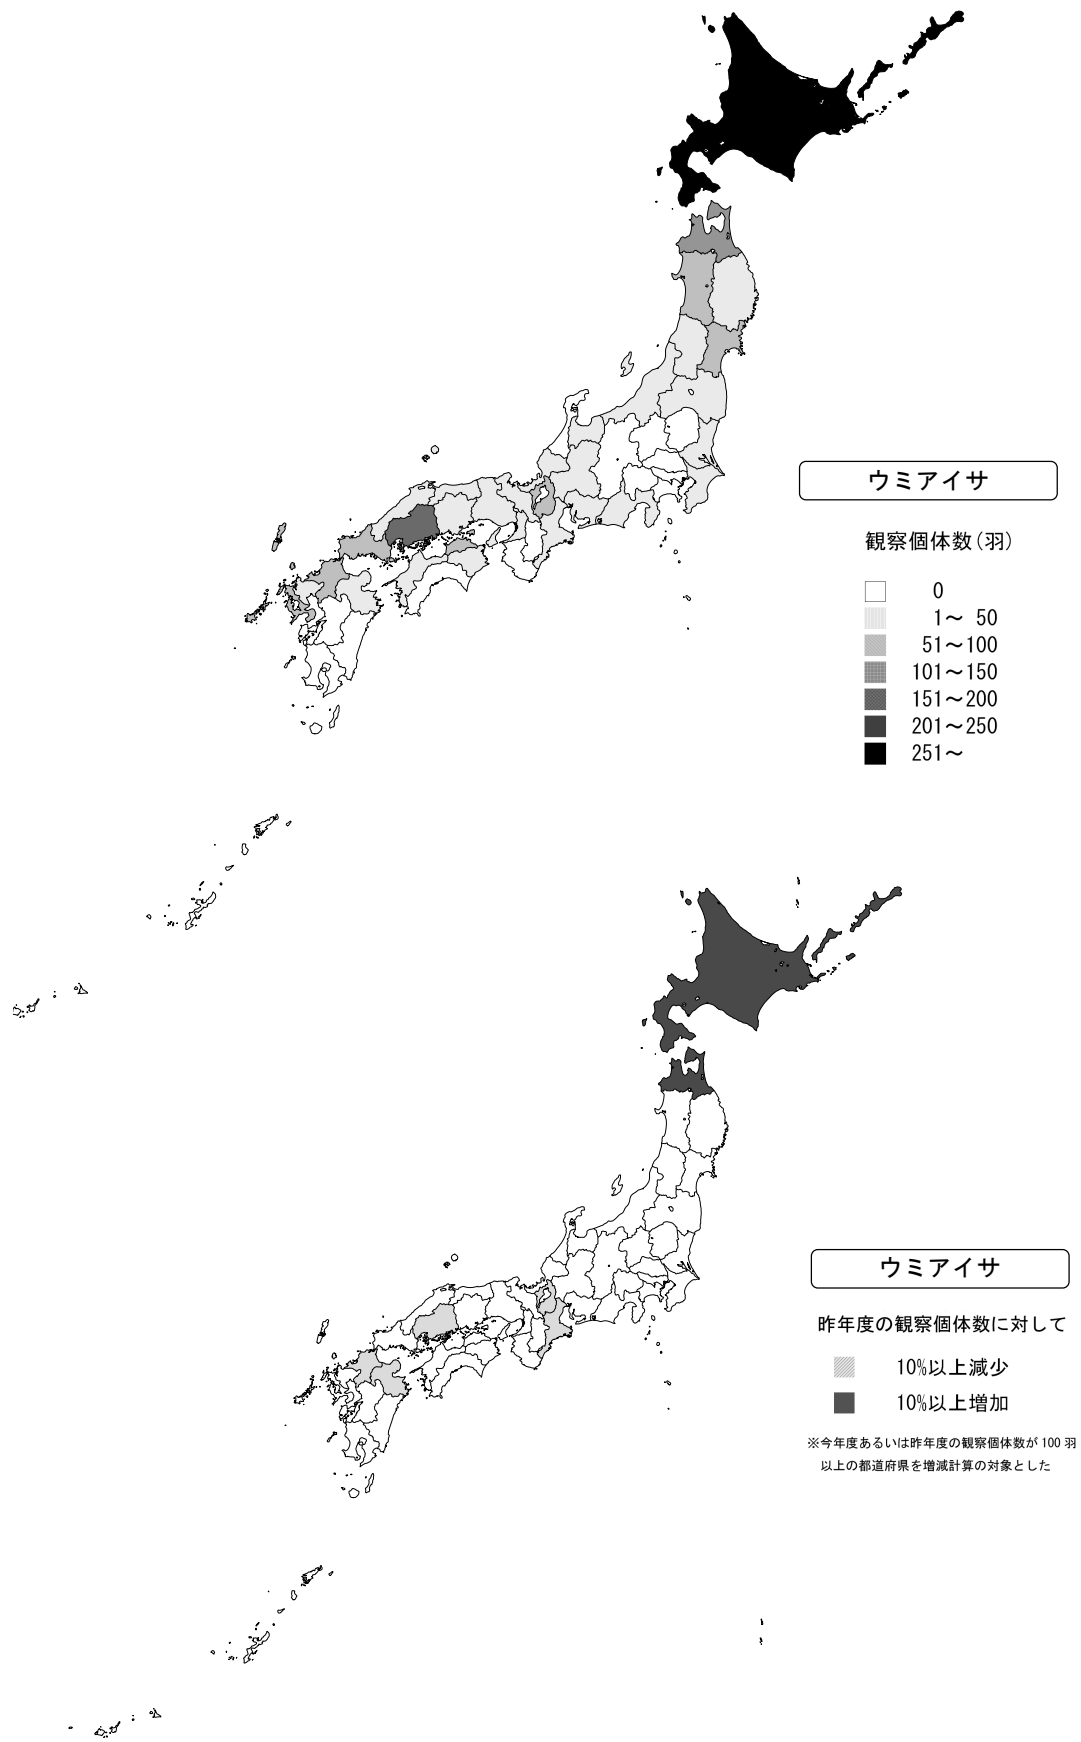 ウミアイサ
観察個体数（羽）
0
1～ 50
51～100
101～150
151～200
201～250
251～
ウミアイサ
昨年度の観察個体数に対して
10%以上減少
10%以上増加
※今年度あるいは昨年度の観察個体数が 100 羽
以上の都道府県を増減計算の対象とした